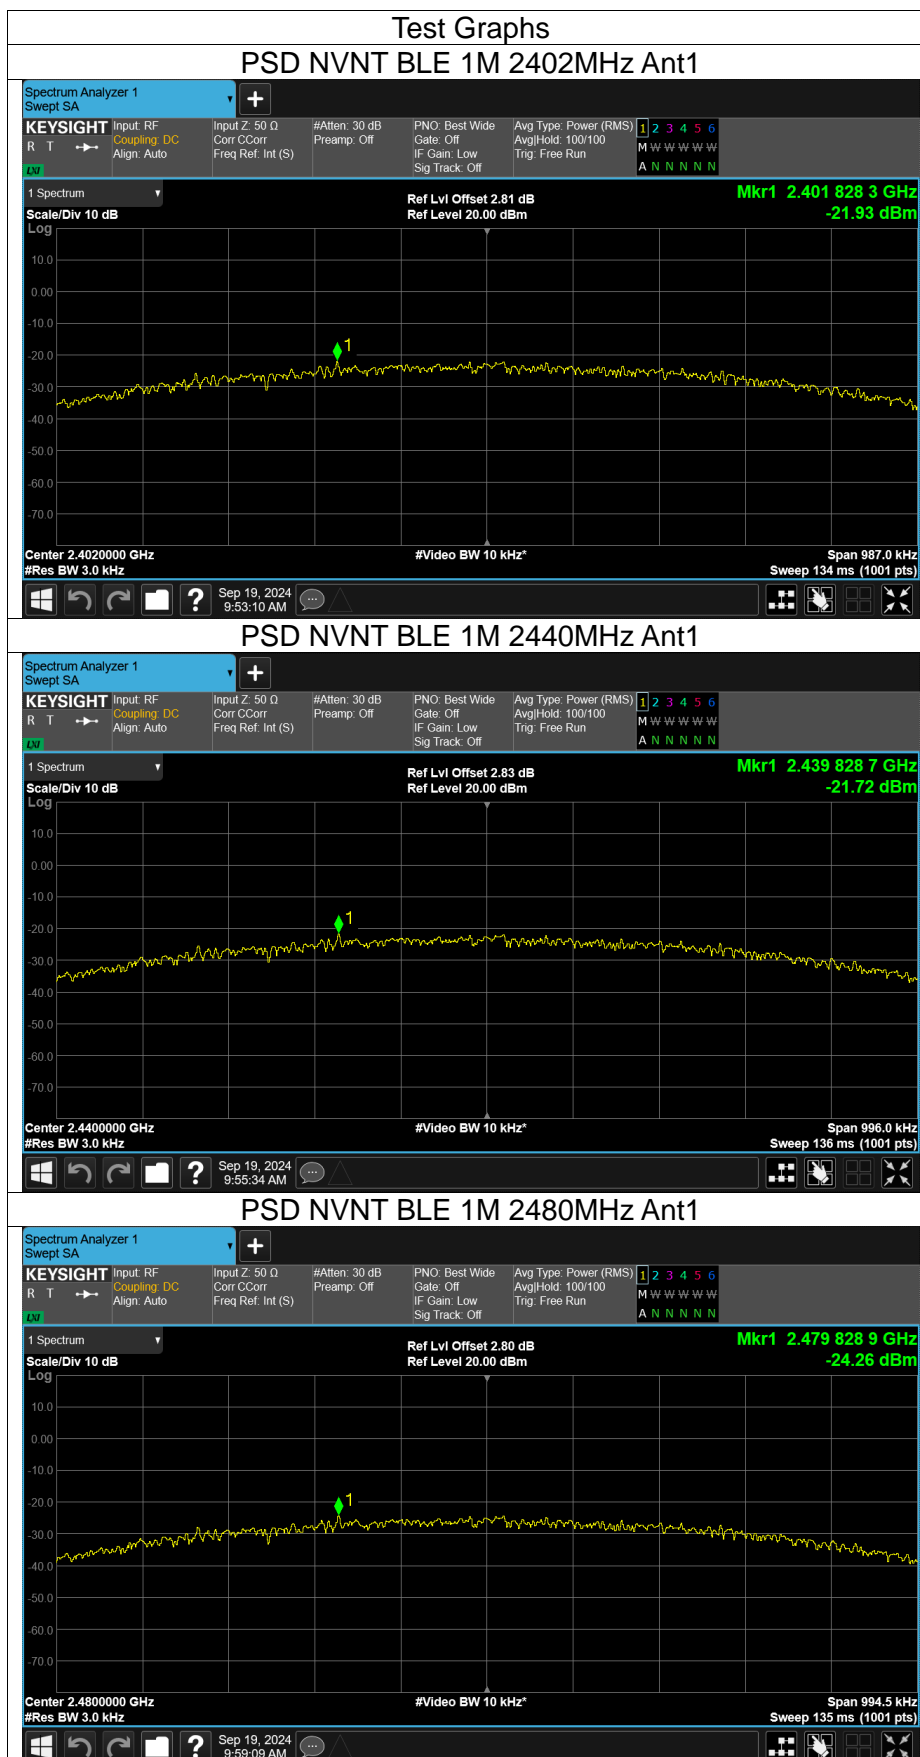 Test Graphs
PSD NVNT BLE 1M 2402MHz Ant1
Spectrum Analyzer 1
Swept SA
KEYSIGHT Input: RF Input Z: 50 Ω #Atten: 30 dB PNO: Best Wide Avg Type: Power (RMS) 1 2 3 4 5 6
R T Coupling: DC Corr CCorr Preamp: Off Gate: Off Avg|Hold: 100/100 M W W W W W
Align: Auto Freq Ref: Int (S) IF Gain: Low Trig: Free Run
LXI Sig Track: Off A N N N N N
1 Spectrum Ref Lvl Offset 2.81 dB Mkr1 2.401 828 3 GHz
Scale/Div 10 dB Ref Level 20.00 dBm -21.93 dBm
Log
10.0
0.00
-10.0
1
-20.0
-30.0
-40.0
-50.0
-60.0
-70.0
Center 2.4020000 GHz #Video BW 10 kHz* Span 987.0 kHz
#Res BW 3.0 kHz Sweep 134 ms (1001 pts)
? Sep 19, 2024
9:53:10 AM
PSD NVNT BLE 1M 2440MHz Ant1
Spectrum Analyzer 1
Swept SA
KEYSIGHT Input: RF Input Z: 50 Ω #Atten: 30 dB PNO: Best Wide Avg Type: Power (RMS) 1 2 3 4 5 6
R T Coupling: DC Corr CCorr Preamp: Off Gate: Off Avg|Hold: 100/100 M W W W W W
Align: Auto Freq Ref: Int (S) IF Gain: Low Trig: Free Run
LXI Sig Track: Off A N N N N N
1 Spectrum Ref Lvl Offset 2.83 dB Mkr1 2.439 828 7 GHz
Scale/Div 10 dB Ref Level 20.00 dBm -21.72 dBm
Log
10.0
0.00
-10.0
1
-20.0
-30.0
-40.0
-50.0
-60.0
-70.0
Center 2.4400000 GHz #Video BW 10 kHz* Span 996.0 kHz
#Res BW 3.0 kHz Sweep 136 ms (1001 pts)
? Sep 19, 2024
9:55:34 AM
PSD NVNT BLE 1M 2480MHz Ant1
Spectrum Analyzer 1
Swept SA
KEYSIGHT Input: RF Input Z: 50 Ω #Atten: 30 dB PNO: Best Wide Avg Type: Power (RMS) 1 2 3 4 5 6
R T Coupling: DC Corr CCorr Preamp: Off Gate: Off Avg|Hold: 100/100 M W W W W W
Align: Auto Freq Ref: Int (S) IF Gain: Low Trig: Free Run
LXI Sig Track: Off A N N N N N
1 Spectrum Ref Lvl Offset 2.80 dB Mkr1 2.479 828 9 GHz
Scale/Div 10 dB Ref Level 20.00 dBm -24.26 dBm
Log
10.0
0.00
-10.0
1
-20.0
-30.0
-40.0
-50.0
-60.0
-70.0
Center 2.4800000 GHz #Video BW 10 kHz* Span 994.5 kHz
#Res BW 3.0 kHz Sweep 135 ms (1001 pts)
? Sep 19, 2024
9:59:09 AM